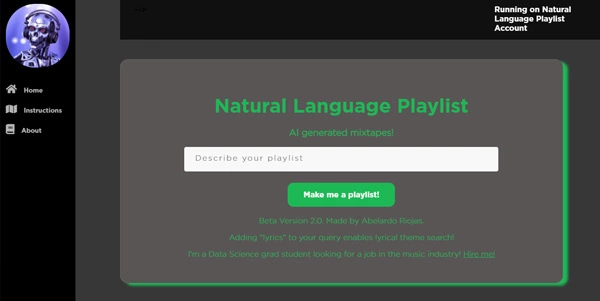 -->
Running on Natural
Language Playlist
Account
Home
Instructions
About
Natural Language Playlist
AI generated mixtapes!
Describe your playlist
Make me a playlist!
Beta Version 2.0. Made by Abelardo Riojas.
Adding "lyrics" to your query enables lyrical theme search!
I'm a Data Science grad student looking for a job in the music industry! Hire me!